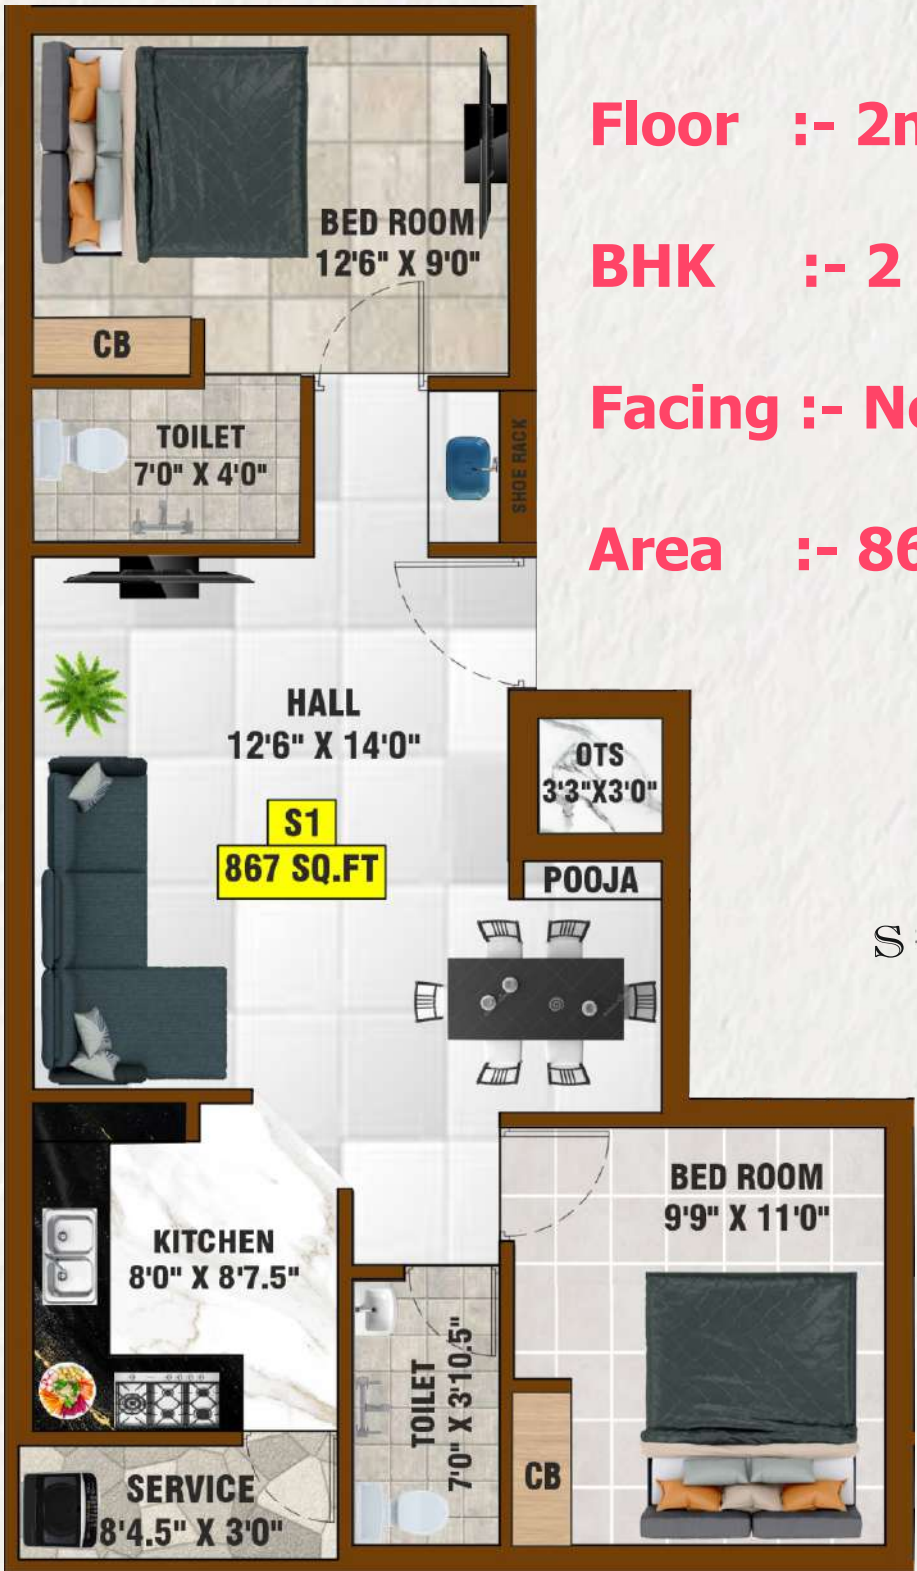 BED ROOM
12'6" X 9'0"
CB
TOILET
7'0" X 4'0"
SHOE RACK
HALL
12'6" X 14'0"
S1
867 SQ.FT
OTS
3'3"X3'0"
POOJA
BED ROOM
9'9" X 11'0"
KITCHEN
8'0" X 8'7.5"
TOILET
7'0" X 3'10.5"
CB
SERVICE
8'4.5" X 3'0"
Floor :- 2n
BHK :- 2
Facing :- No
Area :- 86
S